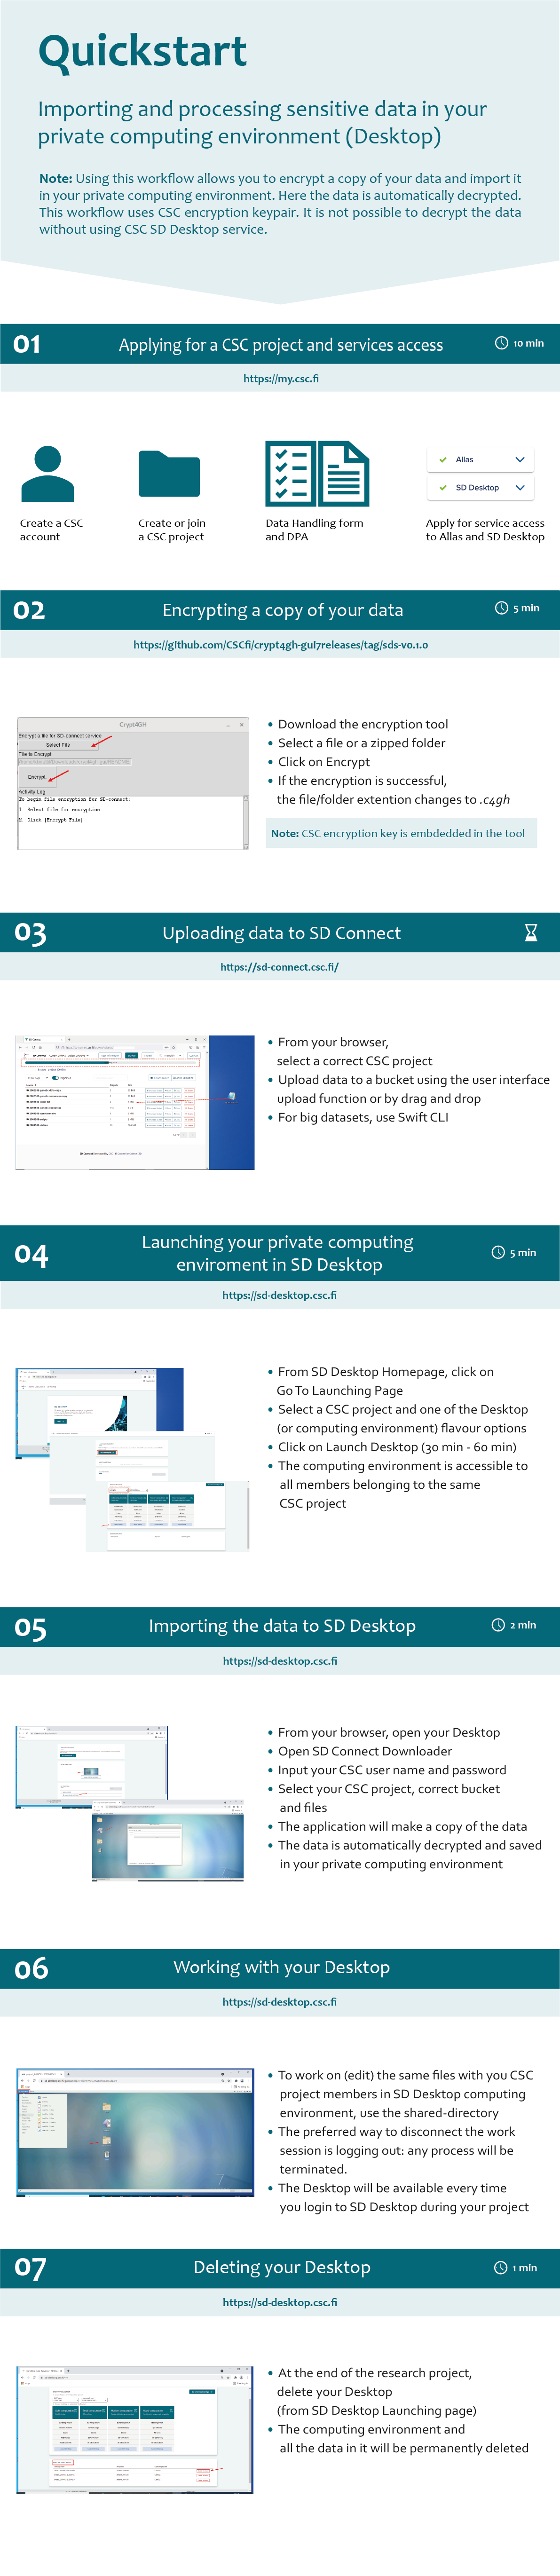 Quickstart
Importing and processing sensitive data in your
private computing environment (Desktop)
Note: Using this workflow allows you to encrypt a copy of your data and import it
in your private computing environment. Here the data is automatically decrypted.
This workflow uses CSC encryption keypair. It is not possible to decrypt the data
without using CSC SD Desktop service.
01
Applying for a CSC project and services access
10 min
https://my.csc.fi
Allas
SD Desktop
Create a CSC
account
Create or join
a CSC project
Data Handling form
and DPA
Apply for service access
to Allas and SD Desktop
02
Encrypting a copy of your data
5 min
https://github.com/CSCfi/crypt4gh-gui7releases/tag/sds-v0.1.0
Crypt4GH
Encrypt a file for SD-connect service
Select File
File to Encrypt
Encrypt
Activity Log
To begin file encryption for SD-connect:
1. Select file for encryption
2. Click [Encrypt File]
• Download the encryption tool
• Select a file or a zipped folder
• Click on Encrypt
• If the encryption is successful,
the file/folder extention changes to .c4gh
Note: CSC encryption key is embdedded in the tool
03
Uploading data to SD Connect
https://sd-connect.csc.fi/
• From your browser,
select a correct CSC project
• Upload data to a bucket using the user interface
upload function or by drag and drop
• For big datasets, use Swift CLI
04
Launching your private computing
enviroment in SD Desktop
5 min
https://sd-desktop.csc.fi
• From SD Desktop Homepage, click on
Go To Launching Page
• Select a CSC project and one of the Desktop
(or computing environment) flavour options
• Click on Launch Desktop (30 min - 60 min)
• The computing environment is accessible to
all members belonging to the same
CSC project
05
Importing the data to SD Desktop
2 min
https://sd-desktop.csc.fi
• From your browser, open your Desktop
• Open SD Connect Downloader
• Input your CSC user name and password
• Select your CSC project, correct bucket
and files
• The application will make a copy of the data
• The data is automatically decrypted and saved
in your private computing environment
06
Working with your Desktop
https://sd-desktop.csc.fi
• To work on (edit) the same files with you CSC
project members in SD Desktop computing
environment, use the shared-directory
• The preferred way to disconnect the work
session is logging out: any process will be
terminated.
• The Desktop will be available every time
you login to SD Desktop during your project
07
Deleting your Desktop
1 min
https://sd-desktop.csc.fi
• At the end of the research project,
delete your Desktop
(from SD Desktop Launching page)
• The computing environment and
all the data in it will be permanently deleted